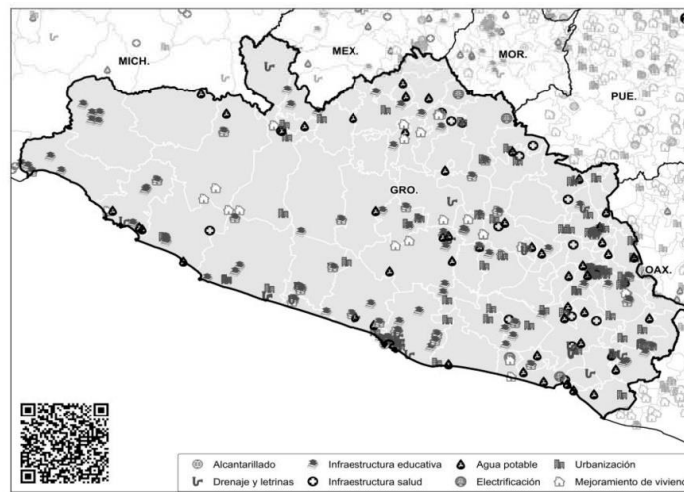 MICH.
MEX.
MOR.
PUE.
GRO.
OAX.
Alcantarillado
Infraestructura educativa
Agua potable
Urbanización
Drenaje y letrinas
Infraestructura salud
Electrificación
Mejoramiento de viviend